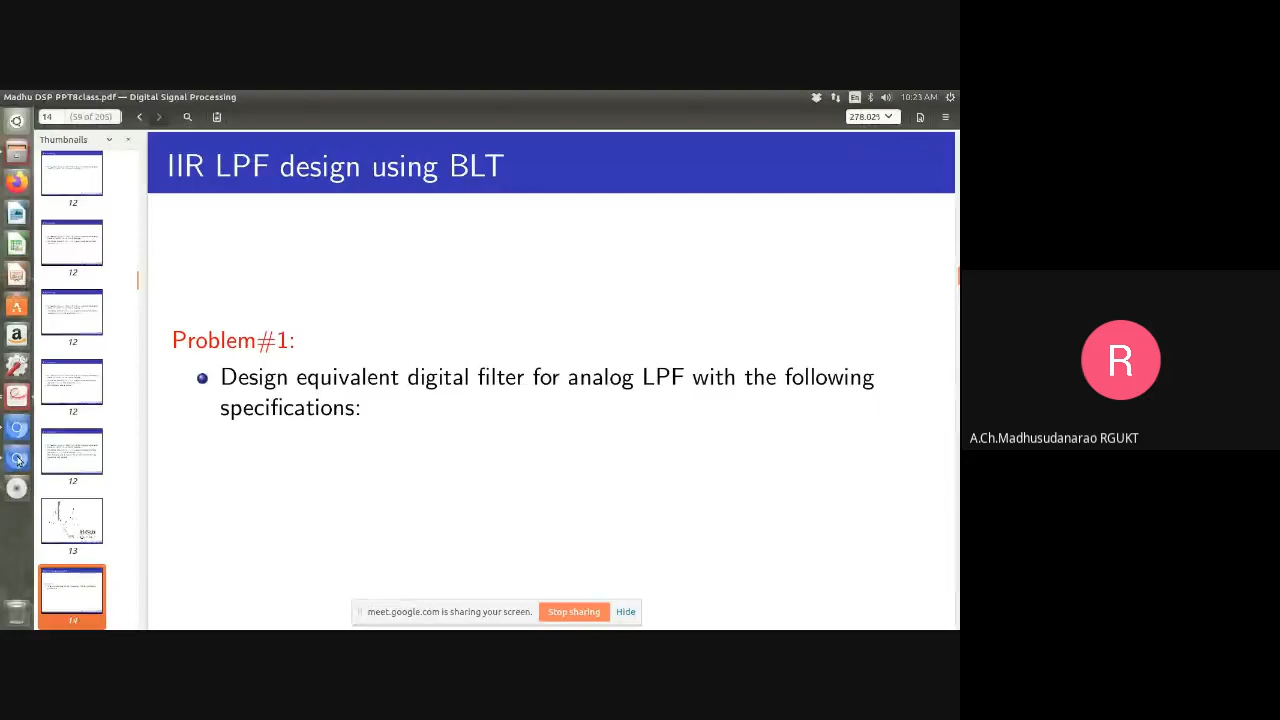 Madhu DSP PPT8class.pdf — Digital Signal Processing
En
10:23 AM
14 (59 of 205)
278.02%
Thumbnails
IIR LPF design using BLT
12
12
12
12
12
13
14
Problem#1:
Design equivalent digital filter for analog LPF with the following
specifications:
meet.google.com is sharing your screen. Stop sharing Hide
R
A.Ch.Madhusudanarao RGUKT